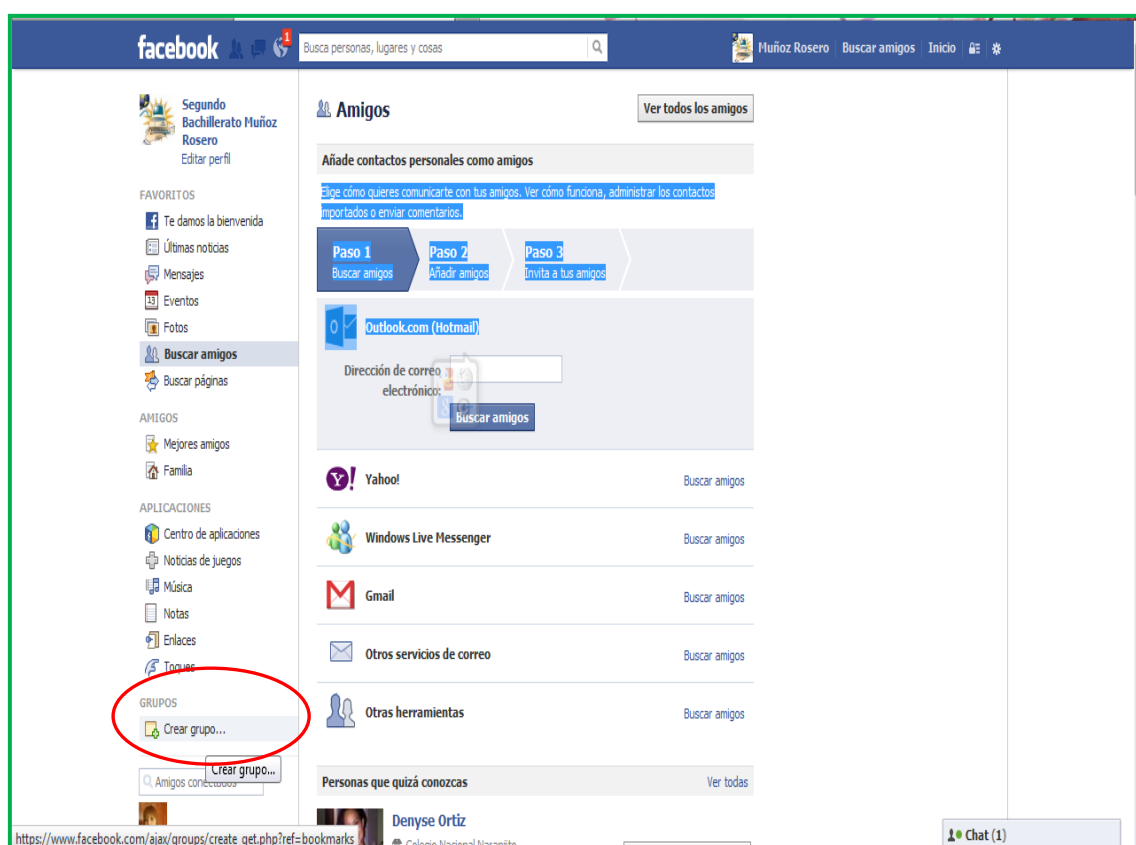 facebook
1
Busca personas, lugares y cosas
Muñoz Rosero
Buscar amigos
Inicio
Segundo
Bachillerato Muñoz
Rosero
Editar perfil
FAVORITOS
Te damos la bienvenida
Últimas noticias
Mensajes
13
Eventos
Fotos
Buscar amigos
Buscar páginas
AMIGOS
Mejores amigos
Familia
APLICACIONES
Centro de aplicaciones
Noticias de juegos
Música
Notas
Enlaces
Toques
GRUPOS
Crear grupo...
Crear grupo...
Amigos conectados
https://www.facebook.com/ajax/groups/create_get.php?ref=bookmarks
Amigos
Ver todos los amigos
Añade contactos personales como amigos
Elige cómo quieres comunicarte con tus amigos. Ver cómo funciona, administrar los contactos
importados o enviar comentarios.
Paso 1
Buscar amigos
Paso 2
Añadir amigos
Paso 3
Invita a tus amigos
Outlook.com (Hotmail)
Dirección de correo
electrónico:
Buscar amigos
Yahoo!
Buscar amigos
Windows Live Messenger
Buscar amigos
Gmail
Buscar amigos
Otros servicios de correo
Buscar amigos
Otras herramientas
Buscar amigos
Personas que quizá conozcas
Ver todas
Denyse Ortiz
Colegio Nacional Naranjito
Chat (1)